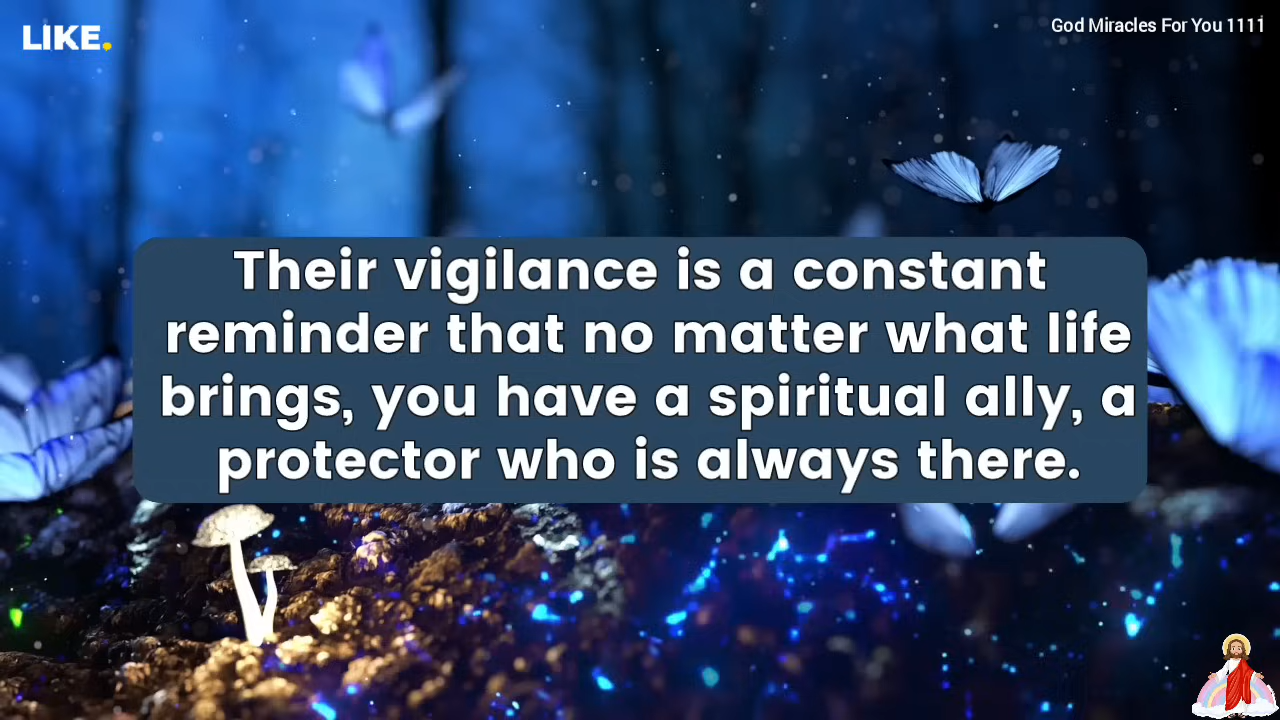 LIKE.
God Miracles For You 1111
Their vigilance is a constant
reminder that no matter what life
brings, you have a spiritual ally, a
protector who is always there.